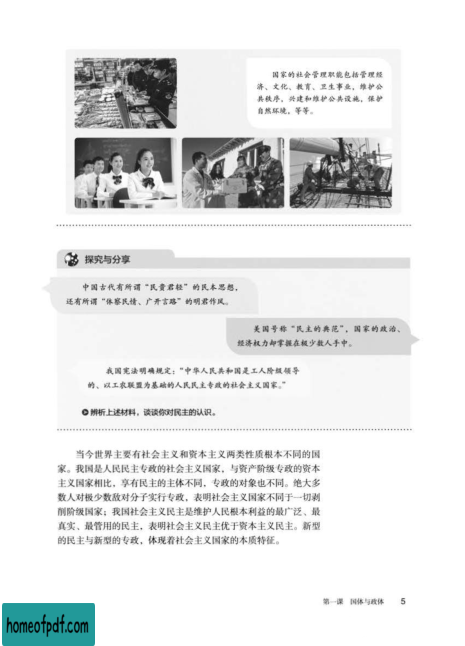 国家的社会管理职能包括管理经
济、文化、教育、卫生事业，维护公
共秩序，兴建和维护公共设施，保护
自然环境，等等。
探究与分享
中国古代有所谓“民贵君轻”的民本思想，
还有所谓“体察民情、广开言路”的明君作风。
美国号称“民主的典范”，国家的政治、
经济权力却掌握在极少数人手中。
我国宪法明确规定：“中华人民共和国是工人阶级领导
的、以工农联盟为基础的人民民主专政的社会主义国家。”
辨析上述材料，谈谈你对民主的认识。
当今世界主要有社会主义和资本主义两类性质根本不同的国
家。我国是人民民主专政的社会主义国家，与资产阶级专政的资本
主义国家相比，享有民主的主体不同，专政的对象也不同。绝大多
数人对极少数敌对分子实行专政，表明社会主义国家不同于一切剥
削阶级国家；我国社会主义民主是维护人民根本利益的最广泛、最
真实、最管用的民主，表明社会主义民主优于资本主义民主。新型
的民主与新型的专政，体现着社会主义国家的本质特征。
第一课 国体与政体 5
homeofpdf.com